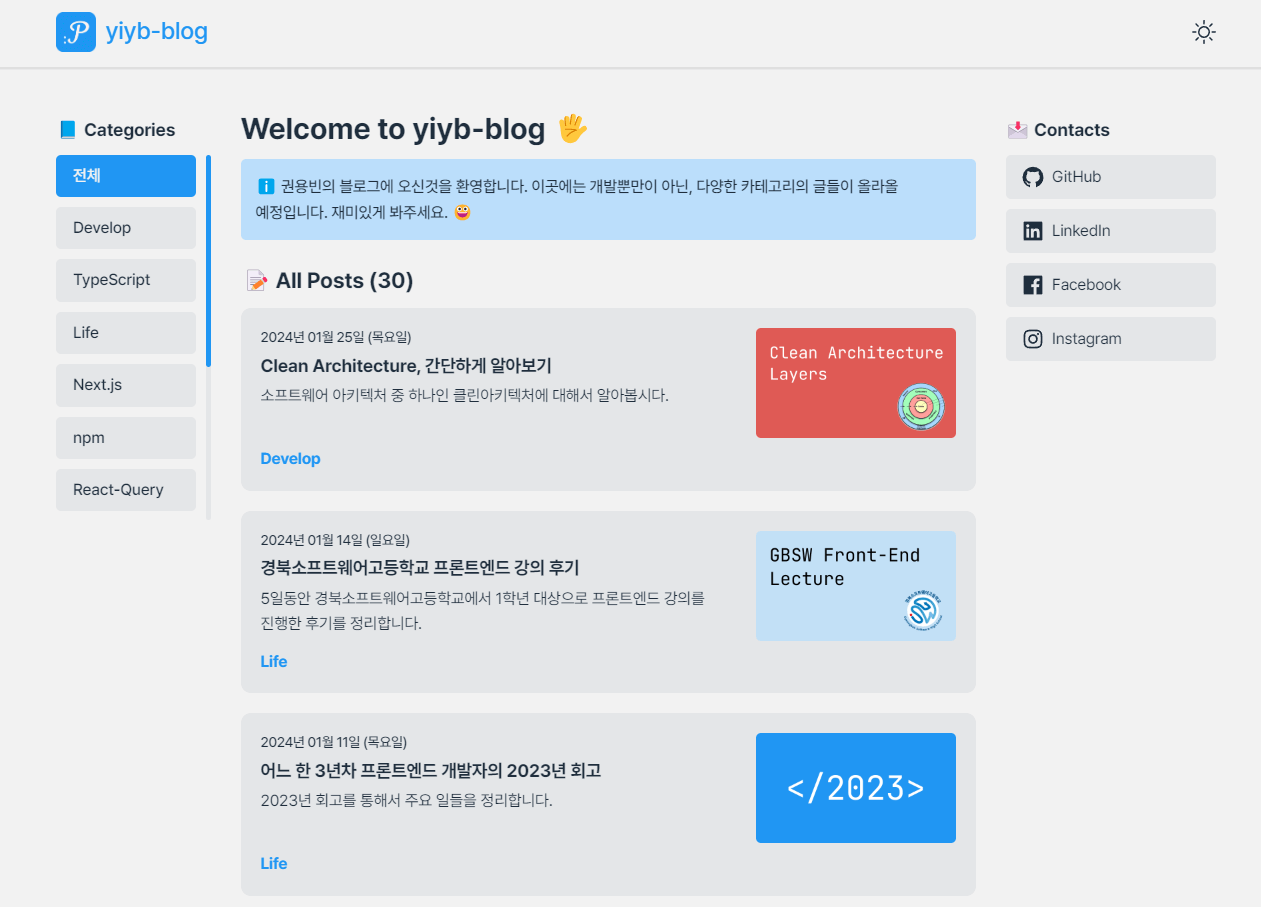 yiyb-blog
Categories
전체
Develop
TypeScript
Life
Next.js
npm
React-Query
Welcome to yiyb-blog
권용빈의 블로그에 오신것을 환영합니다. 이곳에는 개발뿐만이 아닌, 다양한 카테고리의 글들이 올라올
예정입니다. 재미있게 봐주세요.
All Posts (30)
2024년 01월 25일 (목요일)
Clean Architecture, 간단하게 알아보기
소프트웨어 아키텍처 중 하나인 클린아키텍처에 대해서 알아봅시다.
Develop
Clean Architecture
Layers
2024년 01월 14일 (일요일)
경북소프트웨어고등학교 프론트엔드 강의 후기
5일동안 경북소프트웨어고등학교에서 1학년 대상으로 프론트엔드 강의를
진행한 후기를 정리합니다.
Life
GBSW Front-End
Lecture
2024년 01월 11일 (목요일)
어느 한 3년차 프론트엔드 개발자의 2023년 회고
2023년 회고를 통해서 주요 일들을 정리합니다.
Life
</2023>
Contacts
GitHub
LinkedIn
Facebook
Instagram